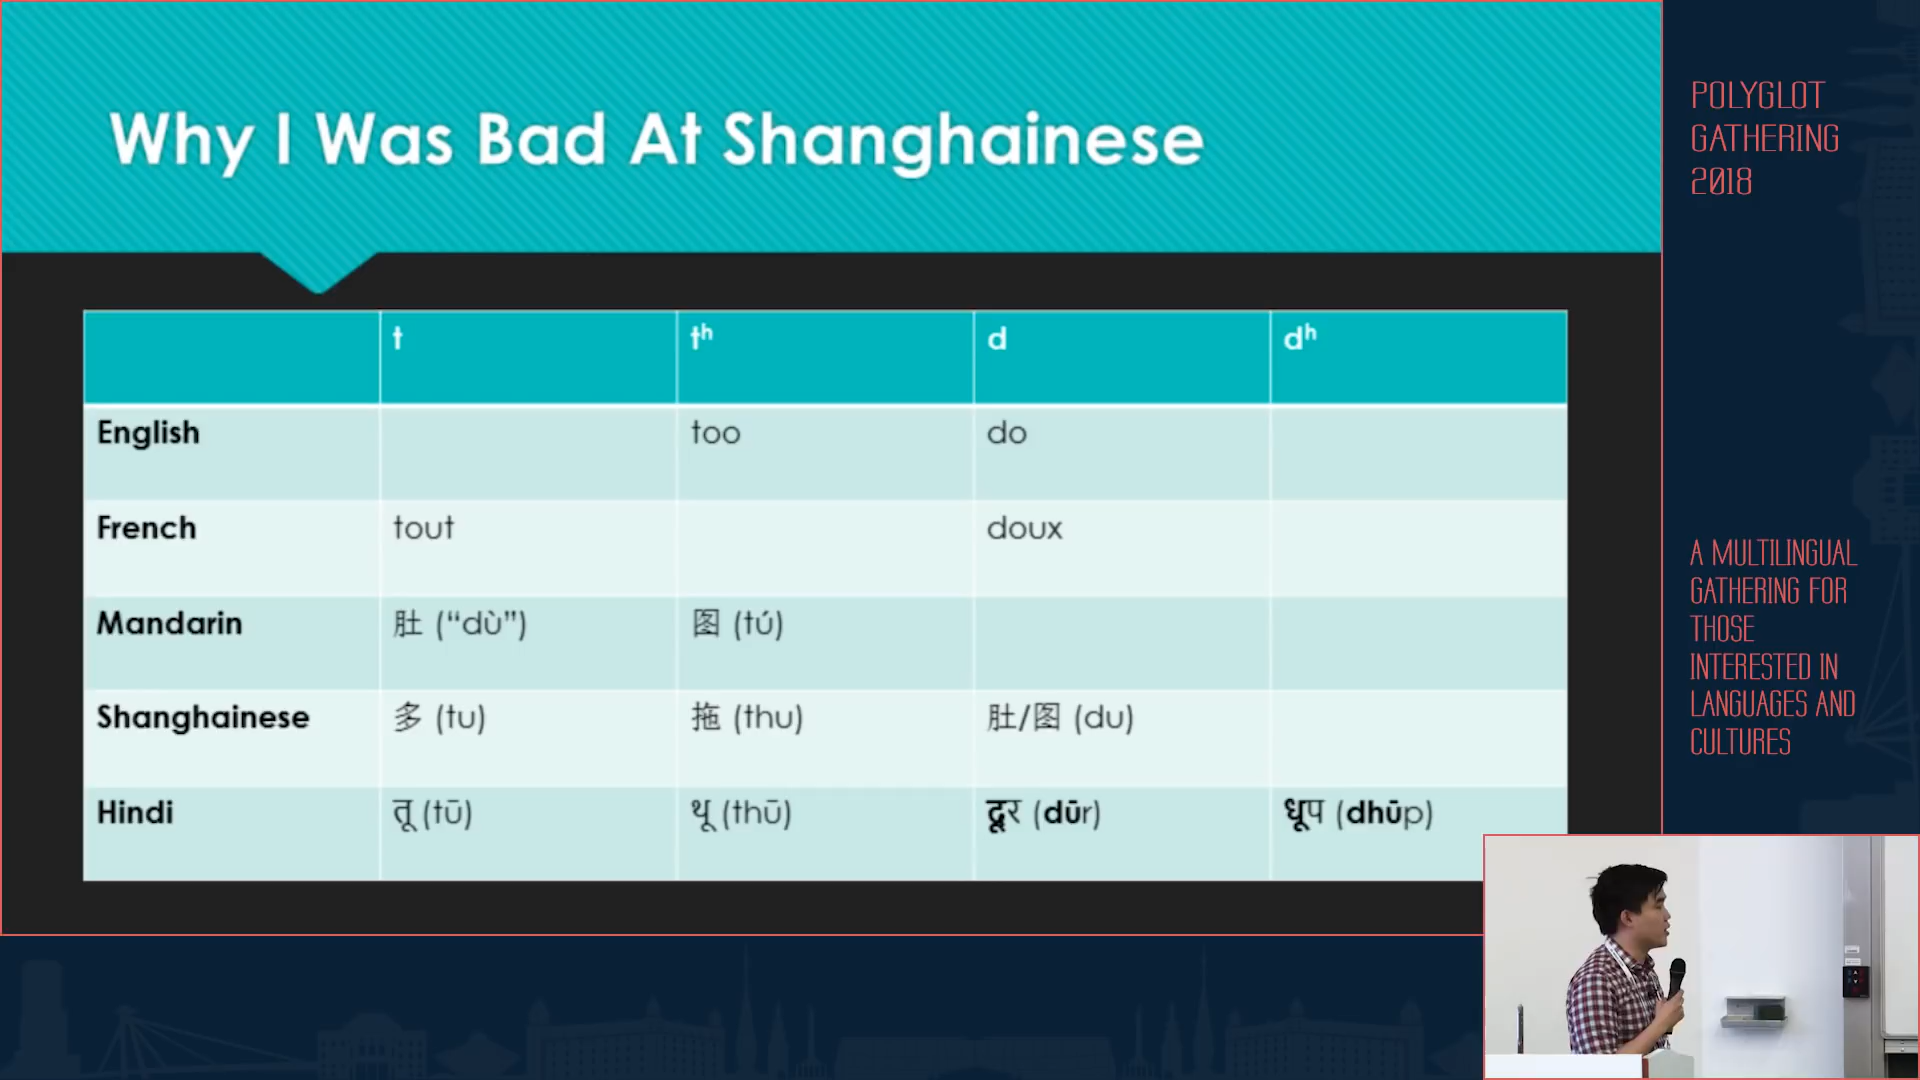 Why I Was Bad At Shanghainese
t tʰ d dʰ
English too do
French tout doux
Mandarin 肚 (“dù”) 图 (tú)
Shanghainese 多 (tu) 拖 (thu) 肚/图 (du)
Hindi तू (tū) थू (thū) दूर (dūr) धूप (dhūp)
POLYGLOT
GATHERING
2018
A MULTILINGUAL
GATHERING FOR
THOSE
INTERESTED IN
LANGUAGES AND
CULTURES